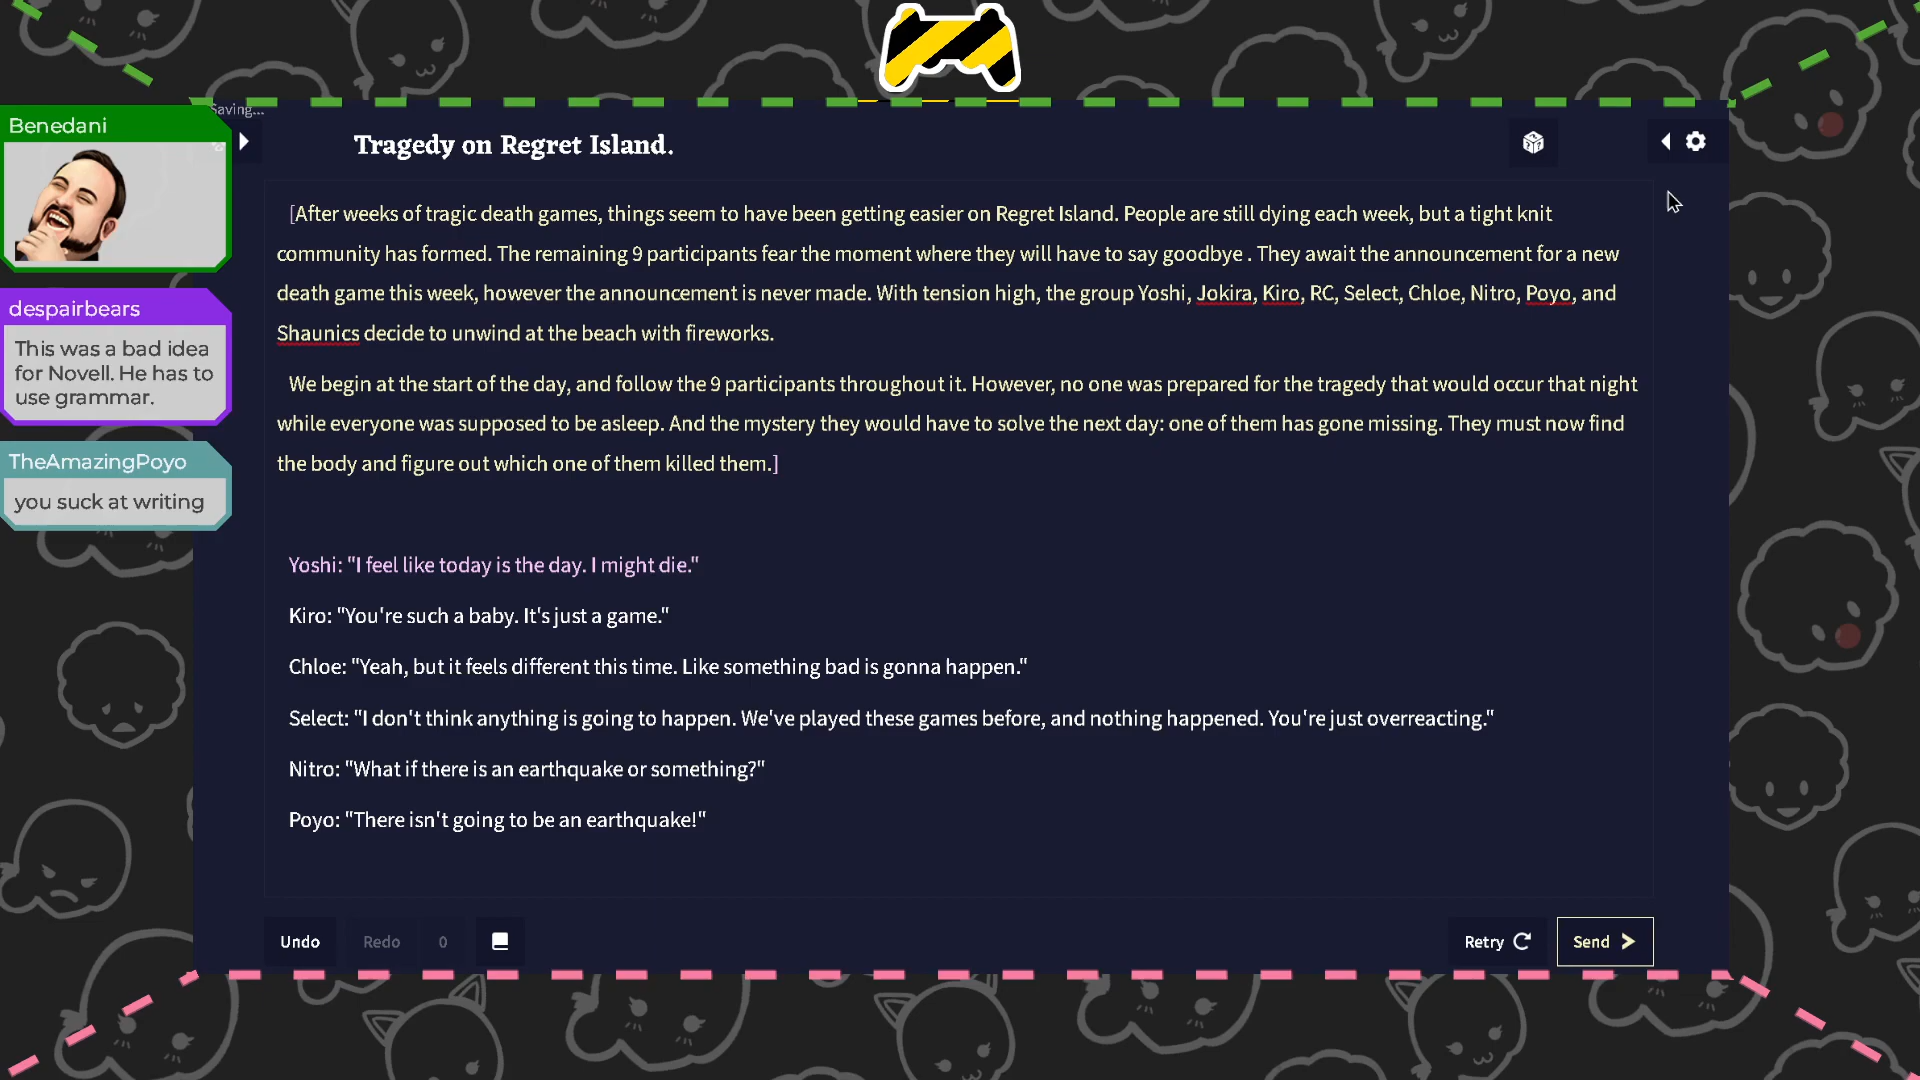 Saving...
Benedani
despairbears
This was a bad idea
for Novell. He has to
use grammar.
TheAmazingPoyo
you suck at writing
Tragedy on Regret Island.
[After weeks of tragic death games, things seem to have been getting easier on Regret Island. People are still dying each week, but a tight knit
community has formed. The remaining 9 participants fear the moment where they will have to say goodbye . They await the announcement for a new
death game this week, however the announcement is never made. With tension high, the group Yoshi, Jokira, Kiro, RC, Select, Chloe, Nitro, Poyo, and
Shaunics decide to unwind at the beach with fireworks.
We begin at the start of the day, and follow the 9 participants throughout it. However, no one was prepared for the tragedy that would occur that night
while everyone was supposed to be asleep. And the mystery they would have to solve the next day: one of them has gone missing. They must now find
the body and figure out which one of them killed them.]
Yoshi: "I feel like today is the day. I might die."
Kiro: "You're such a baby. It's just a game."
Chloe: "Yeah, but it feels different this time. Like something bad is gonna happen."
Select: "I don't think anything is going to happen. We've played these games before, and nothing happened. You're just overreacting."
Nitro: "What if there is an earthquake or something?"
Poyo: "There isn't going to be an earthquake!"
Undo
Redo
0
Retry
Send